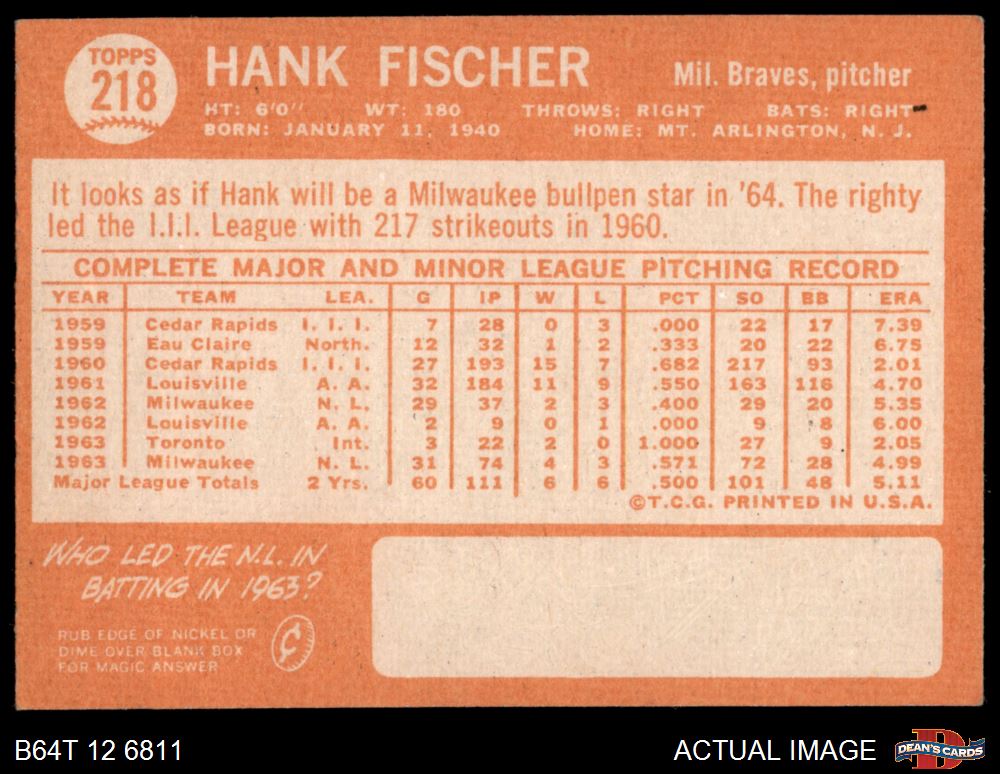 TOPPS
218
HANK FISCHER
Mil. Braves, pitcher
HT: 6'0" WT: 180 THROWS: RIGHT BATS: RIGHT
BORN: JANUARY 11, 1940 HOME: MT. ARLINGTON, N. J.
It looks as if Hank will be a Milwaukee bullpen star in '64. The righty
led the I.I.I. League with 217 strikeouts in 1960.
COMPLETE MAJOR AND MINOR LEAGUE PITCHING RECORD
YEAR TEAM LEA. G IP W L PCT SO BB ERA
1959 Cedar Rapids I. I. I. 7 28 0 3 .000 22 17 7.39
1959 Eau Claire North. 12 32 1 2 .333 20 22 6.75
1960 Cedar Rapids I. I. I. 27 193 15 7 .682 217 93 2.01
1961 Louisville A. A. 32 184 11 9 .550 163 116 4.70
1962 Milwaukee N. L. 29 37 2 3 .400 29 20 5.35
1962 Louisville A. A. 2 9 0 1 .000 9 8 6.00
1963 Toronto Int. 3 22 2 0 1.000 27 9 2.05
1963 Milwaukee N. L. 31 74 4 3 .571 72 28 4.99
Major League Totals 2 Yrs. 60 111 6 6 .500 101 48 5.11
©T.C.G. PRINTED IN U.S.A.
WHO LED THE N.L. IN
BATTING IN 1963?
RUB EDGE OF NICKEL OR
DIME OVER BLANK BOX
FOR MAGIC ANSWER
¢
B64T 12 6811
ACTUAL IMAGE
D
DEAN'S CARDS